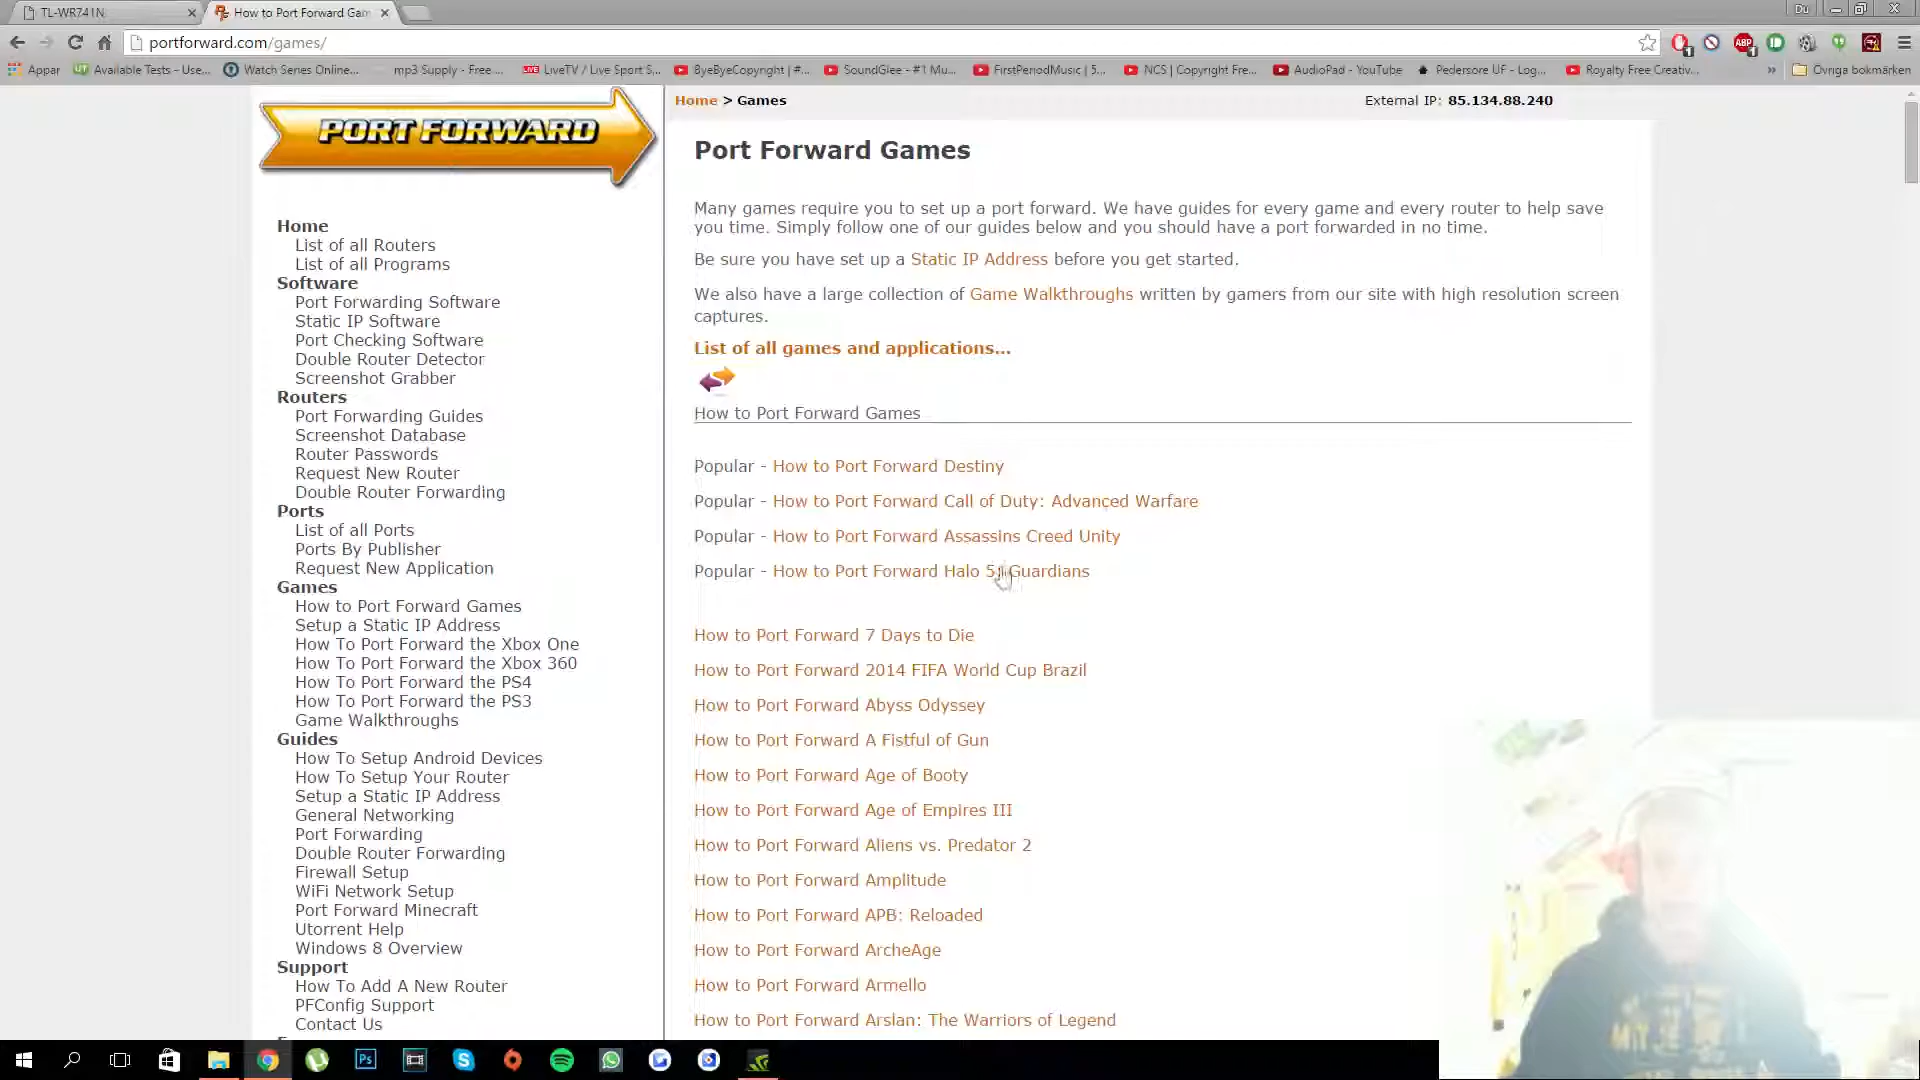 TL-WR741N
How to Port Forward Gam
Du
portforward.com/games/
Appar
Available Tests - Use...
Watch Series Online...
mp3 Supply - Free ...
LiveTV / Live Sport S...
ByeByeCopyright | #...
SoundGlee - #1 Mu...
FirstPeriodMusic | 5...
NCS | Copyright Fre...
AudioPad - YouTube
Pedersöre UF - Log...
Royalty Free Creativ...
»
Övriga bokmärken
PORT FORWARD
Home > Games
External IP: 85.134.88.240
Home
List of all Routers
List of all Programs
Software
Port Forwarding Software
Static IP Software
Port Checking Software
Double Router Detector
Screenshot Grabber
Routers
Port Forwarding Guides
Screenshot Database
Router Passwords
Request New Router
Double Router Forwarding
Ports
List of all Ports
Ports By Publisher
Request New Application
Games
How to Port Forward Games
Setup a Static IP Address
How To Port Forward the Xbox One
How To Port Forward the Xbox 360
How To Port Forward the PS4
How To Port Forward the PS3
Game Walkthroughs
Guides
How To Setup Android Devices
How To Setup Your Router
Setup a Static IP Address
General Networking
Port Forwarding
Double Router Forwarding
Firewall Setup
WiFi Network Setup
Port Forward Minecraft
Utorrent Help
Windows 8 Overview
Support
How To Add A New Router
PFConfig Support
Contact Us
Port Forward Games
Many games require you to set up a port forward. We have guides for every game and every router to help save
you time. Simply follow one of our guides below and you should have a port forwarded in no time.
Be sure you have set up a Static IP Address before you get started.
We also have a large collection of Game Walkthroughs written by gamers from our site with high resolution screen
captures.
List of all games and applications...
How to Port Forward Games
Popular - How to Port Forward Destiny
Popular - How to Port Forward Call of Duty: Advanced Warfare
Popular - How to Port Forward Assassins Creed Unity
Popular - How to Port Forward Halo 5: Guardians
How to Port Forward 7 Days to Die
How to Port Forward 2014 FIFA World Cup Brazil
How to Port Forward Abyss Odyssey
How to Port Forward A Fistful of Gun
How to Port Forward Age of Booty
How to Port Forward Age of Empires III
How to Port Forward Aliens vs. Predator 2
How to Port Forward Amplitude
How to Port Forward APB: Reloaded
How to Port Forward ArcheAge
How to Port Forward Armello
How to Port Forward Arslan: The Warriors of Legend